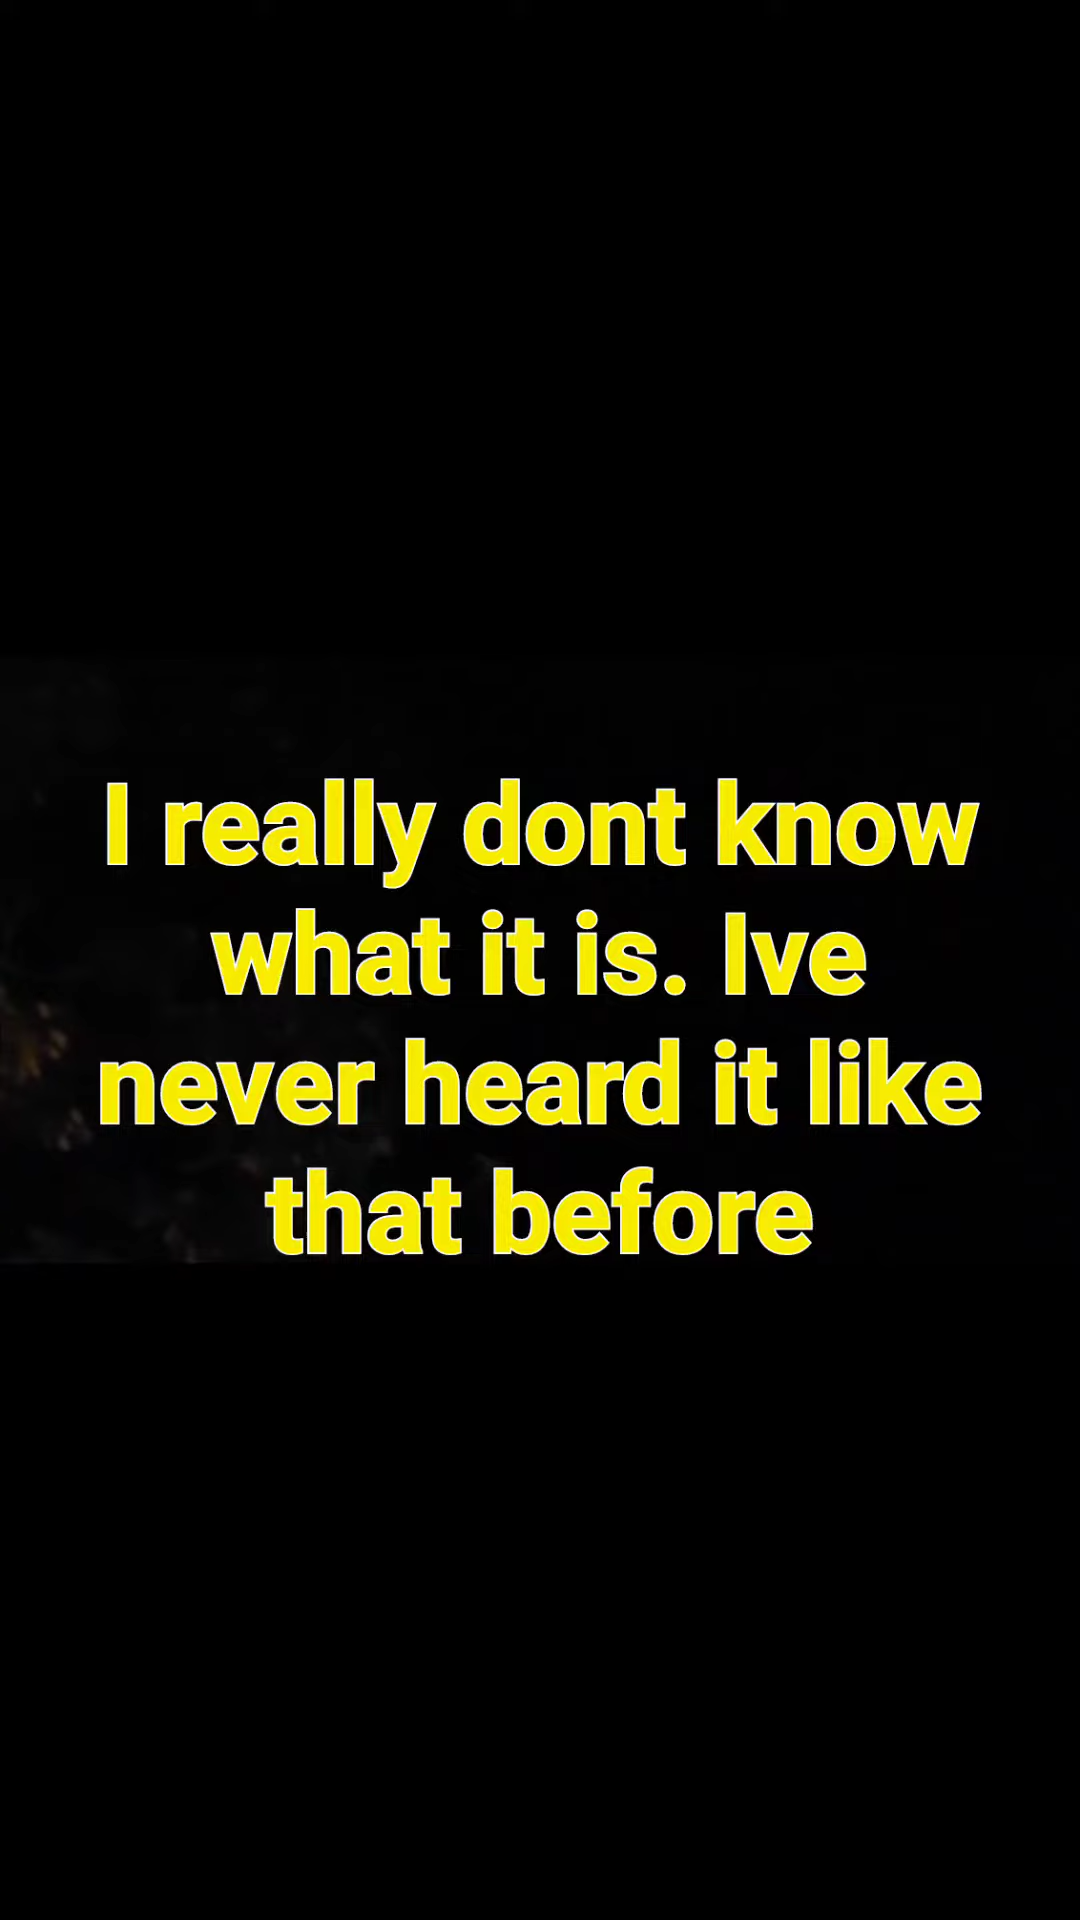 I really dont know
what it is. Ive
never heard it like
that before